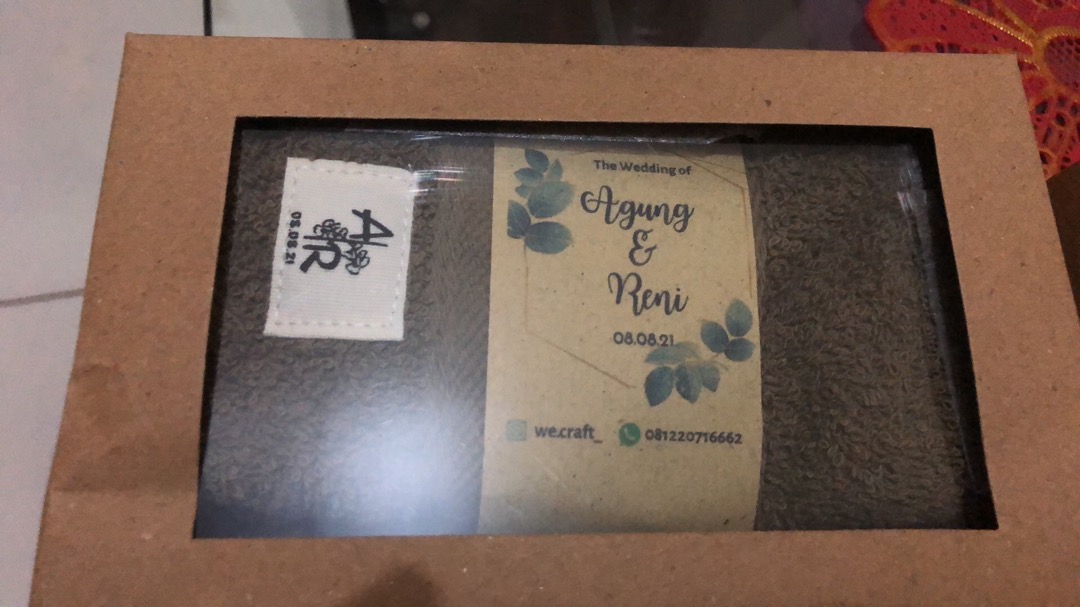 A|R
08.08.21
The Wedding of
Agung
&
Reni
08.08.21
we.craft_ 081220716662